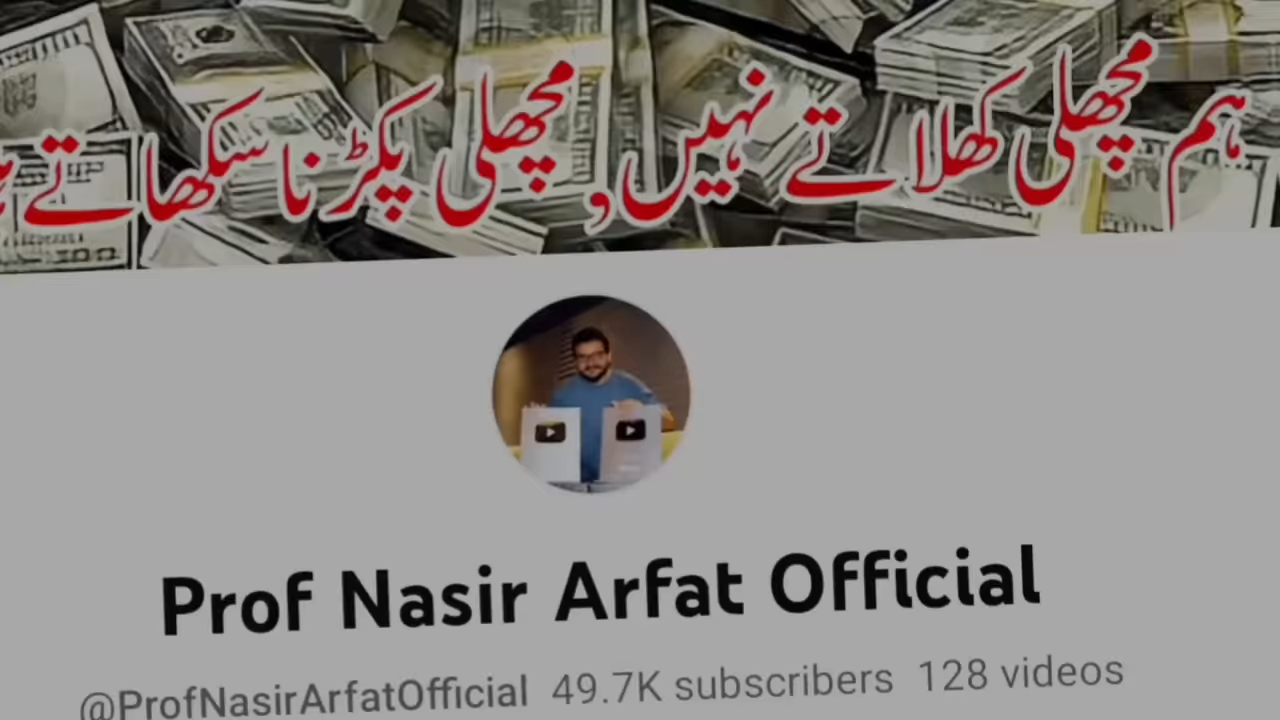 ہم مچھلی کھلاتے نہیں, مچھلی پکڑنا سکھاتے
Prof Nasir Arfat Official
@ProfNasirArfatOfficial 49.7K subscribers 128 videos